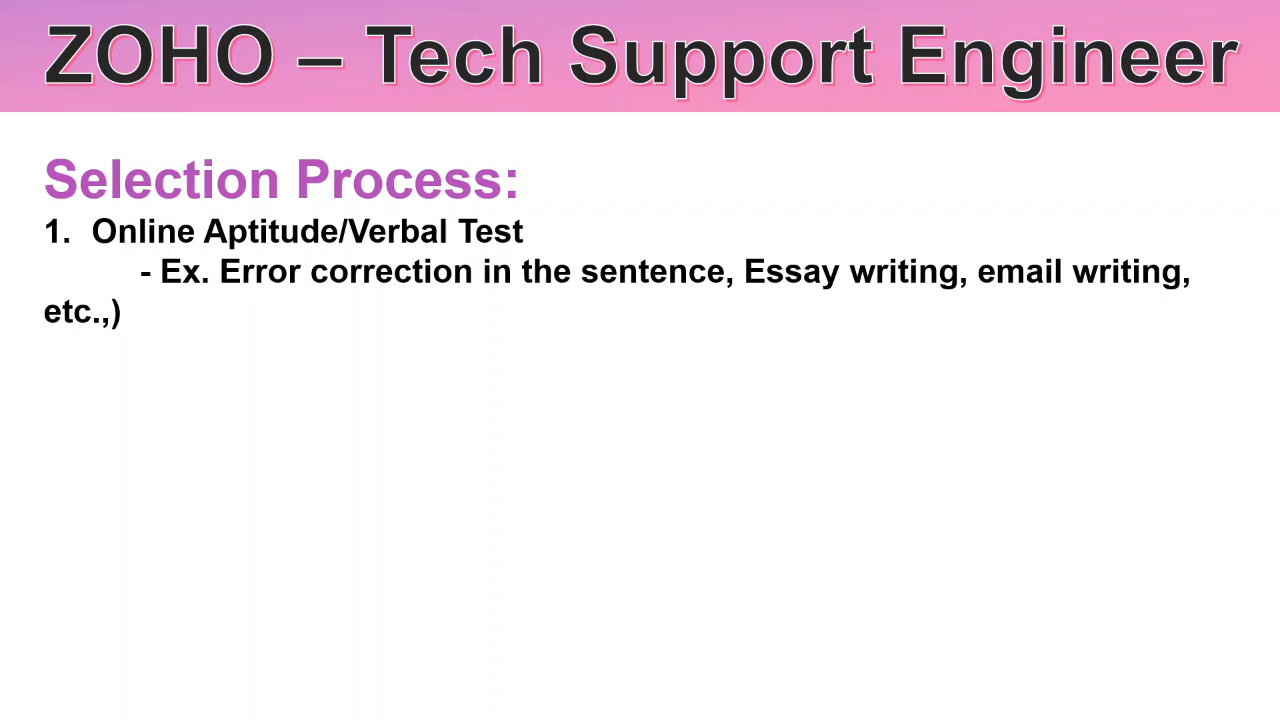 ZOHO – Tech Support Engineer
Selection Process:
1. Online Aptitude/Verbal Test
- Ex. Error correction in the sentence, Essay writing, email writing,
etc.,)